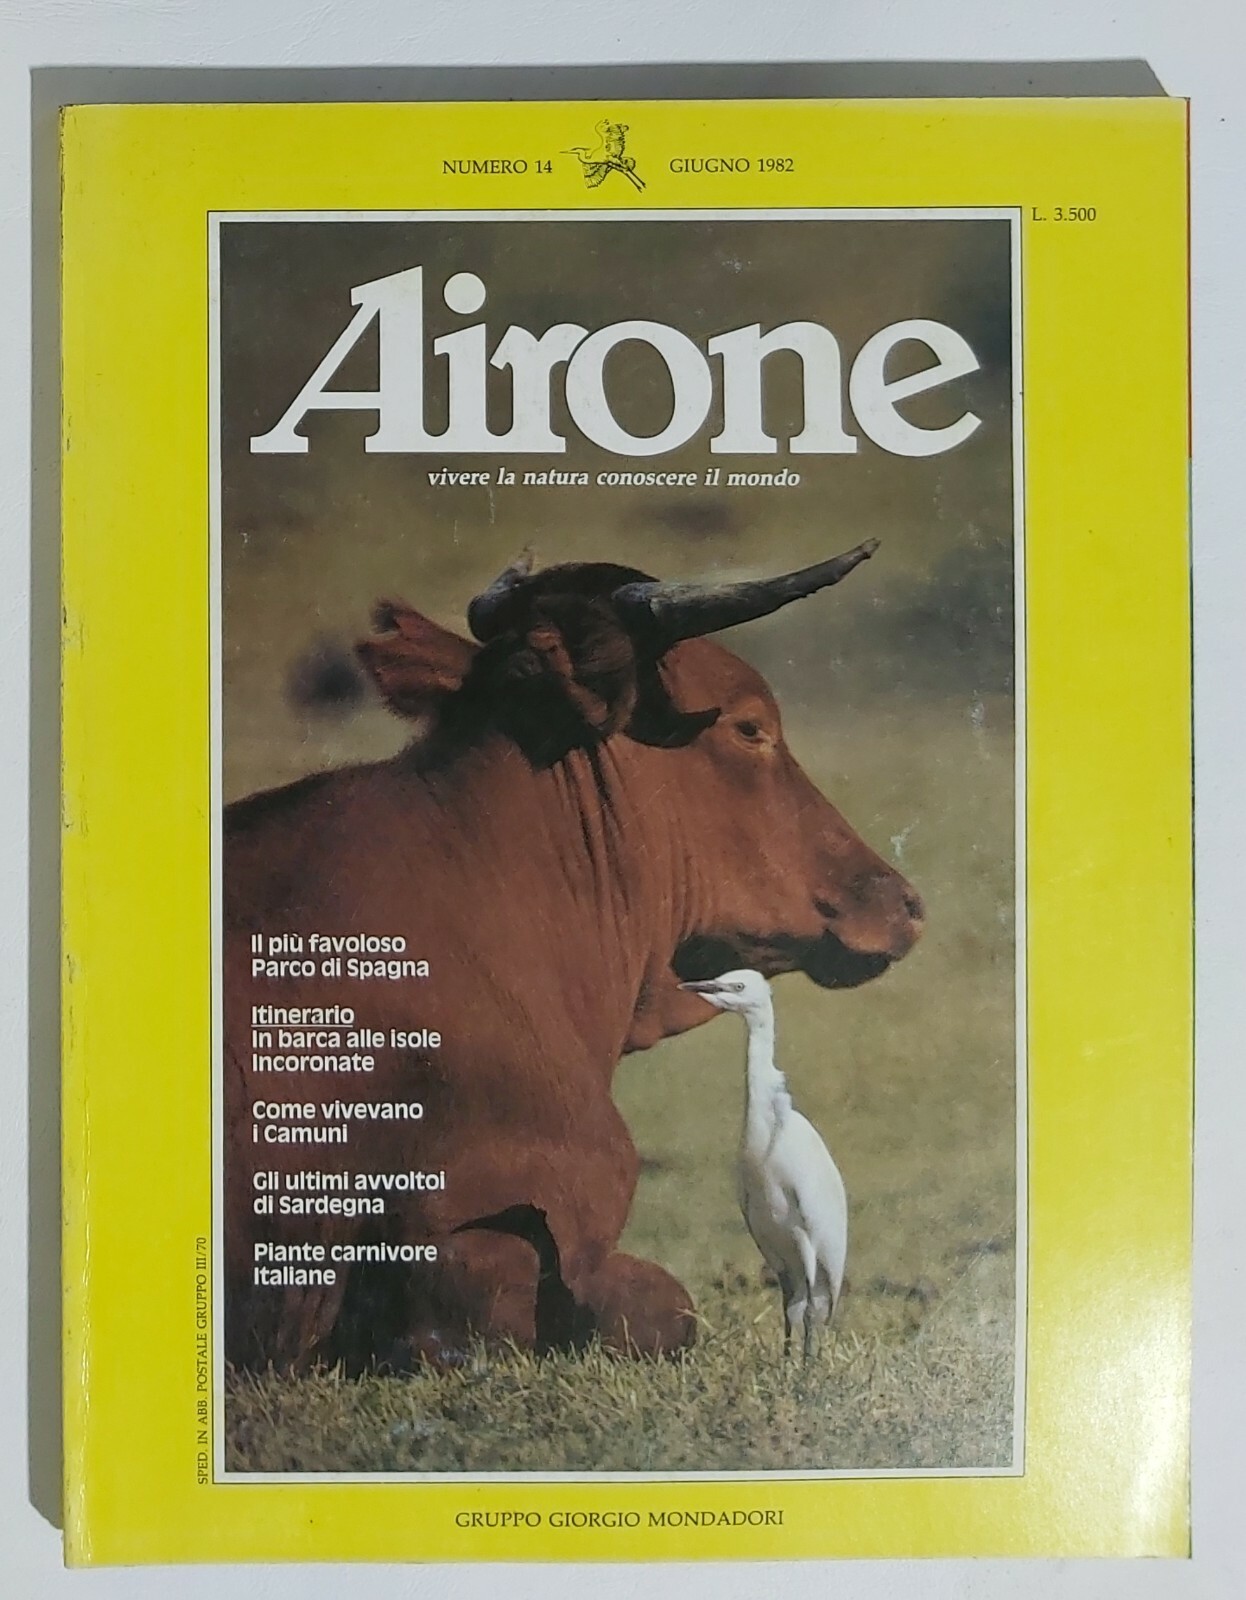 NUMERO 14 GIUGNO 1982
L. 3.500
Airone
vivere la natura conoscere il mondo
Il più favoloso
Parco di Spagna
Itinerario
In barca alle isole
Incoronate
Come vivevano
i Camuni
Gli ultimi avvoltoi
di Sardegna
Piante carnivore
Italiane
SPED. IN ABB. POSTALE GRUPPO III/70
GRUPPO GIORGIO MONDADORI